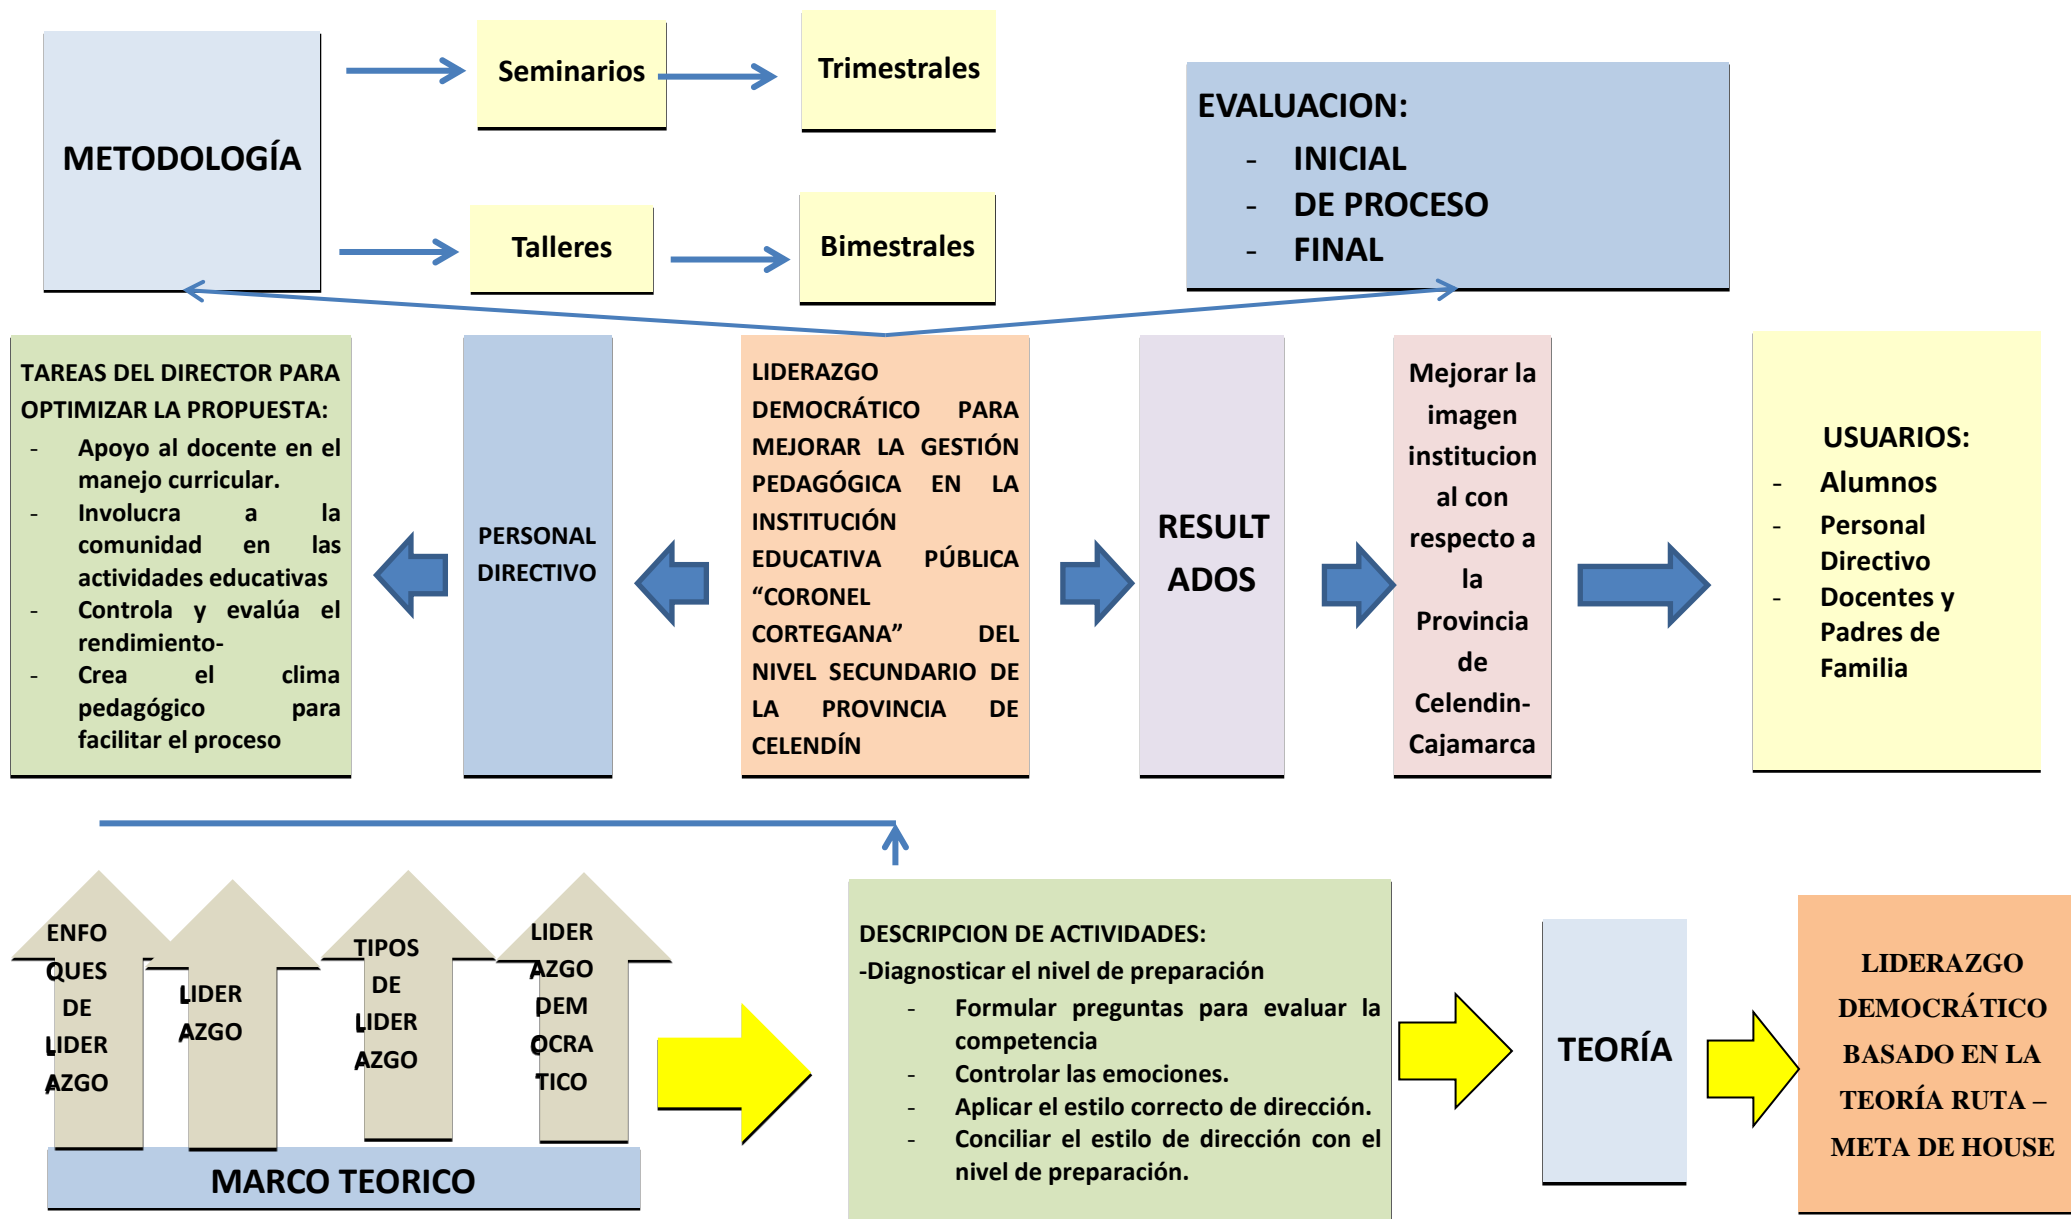 METODOLOGÍA
Seminarios
Trimestrales
Talleres
Bimestrales
EVALUACION:
- INICIAL
- DE PROCESO
- FINAL
TAREAS DEL DIRECTOR PARA
OPTIMIZAR LA PROPUESTA:
- Apoyo al docente en el
manejo curricular.
- Involucra a la
comunidad en las
actividades educativas
- Controla y evalúa el
rendimiento-
- Crea el clima
pedagógico para
facilitar el proceso
PERSONAL
DIRECTIVO
LIDERAZGO
DEMOCRÁTICO PARA
MEJORAR LA GESTIÓN
PEDAGÓGICA EN LA
INSTITUCIÓN
EDUCATIVA PÚBLICA
“CORONEL
CORTEGANA” DEL
NIVEL SECUNDARIO DE
LA PROVINCIA DE
CELENDÍN
RESULT
ADOS
Mejorar la
imagen
institucion
al con
respecto a
la
Provincia
de
Celendin-
Cajamarca
USUARIOS:
- Alumnos
- Personal
Directivo
- Docentes y
Padres de
Familia
ENFO
QUES
DE
LIDER
AZGO
LIDER
AZGO
TIPOS
DE
LIDER
AZGO
LIDER
AZGO
DEM
OCRA
TICO
MARCO TEORICO
DESCRIPCION DE ACTIVIDADES:
-Diagnosticar el nivel de preparación
- Formular preguntas para evaluar la
competencia
- Controlar las emociones.
- Aplicar el estilo correcto de dirección.
- Conciliar el estilo de dirección con el
nivel de preparación.
TEORÍA
LIDERAZGO
DEMOCRÁTICO
BASADO EN LA
TEORÍA RUTA –
META DE HOUSE